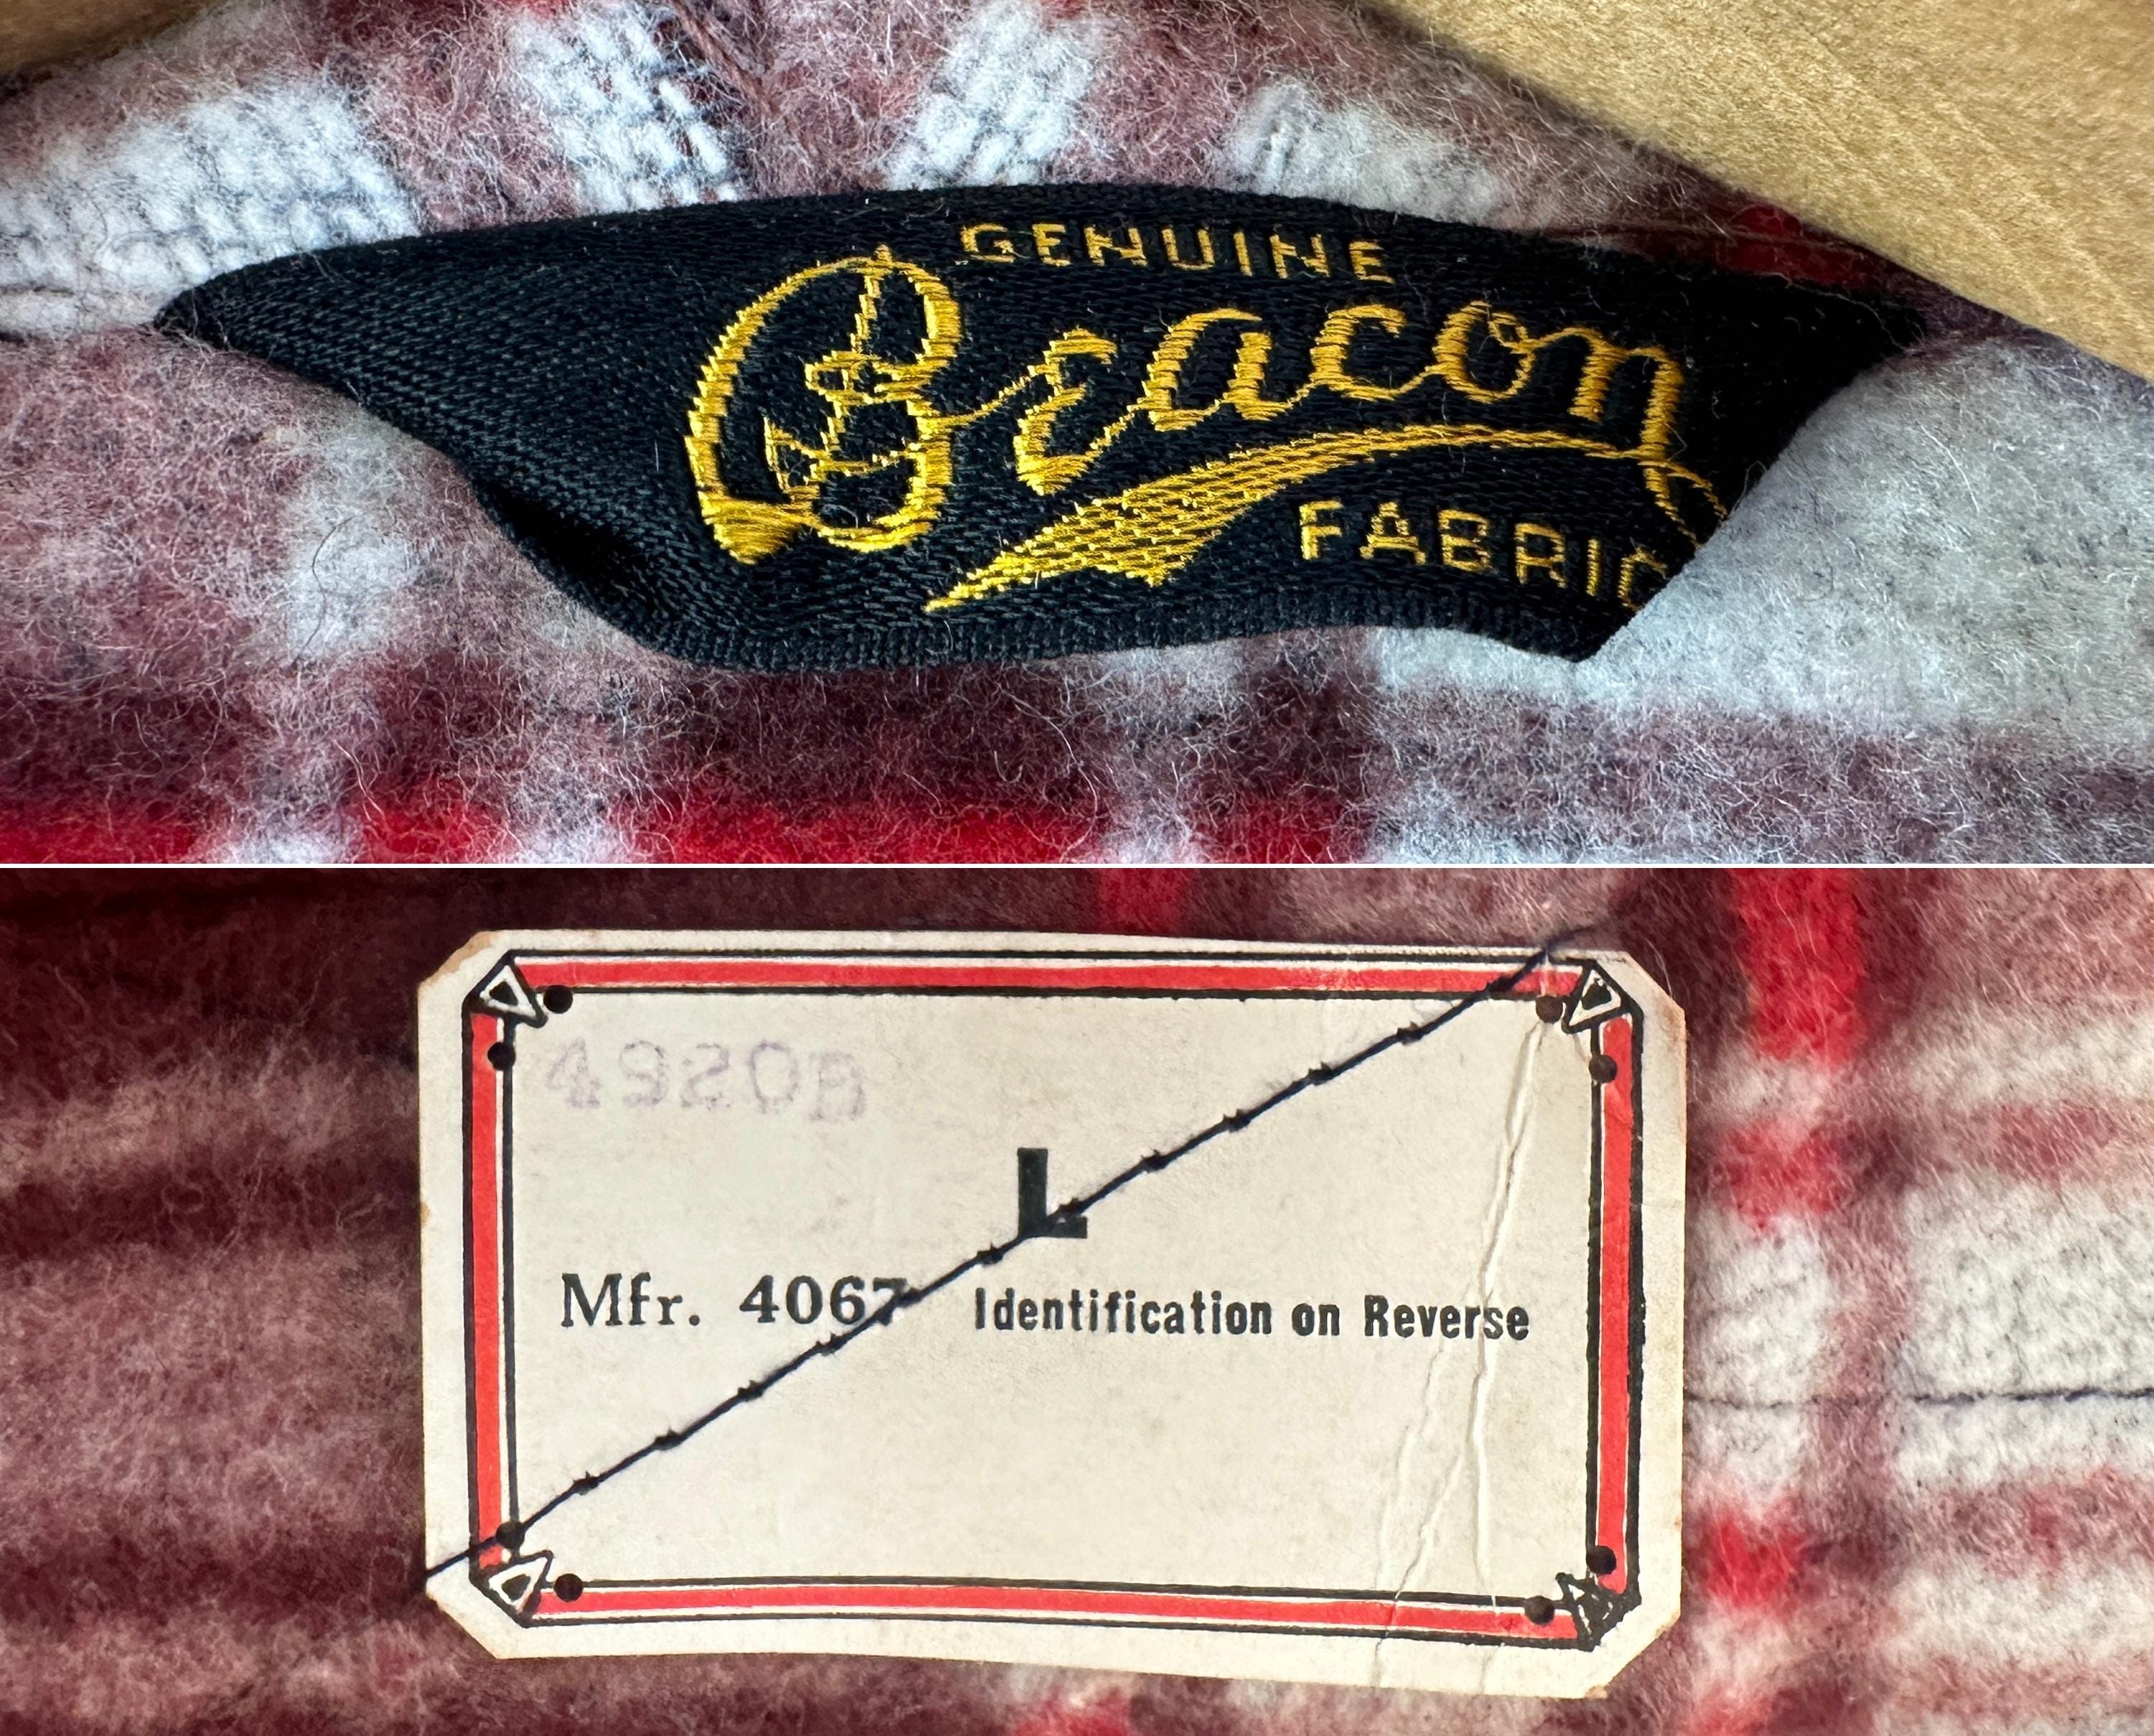 GENUINE
Beacon
FABRIC
4920B
L
Mfr. 4067 Identification on Reverse